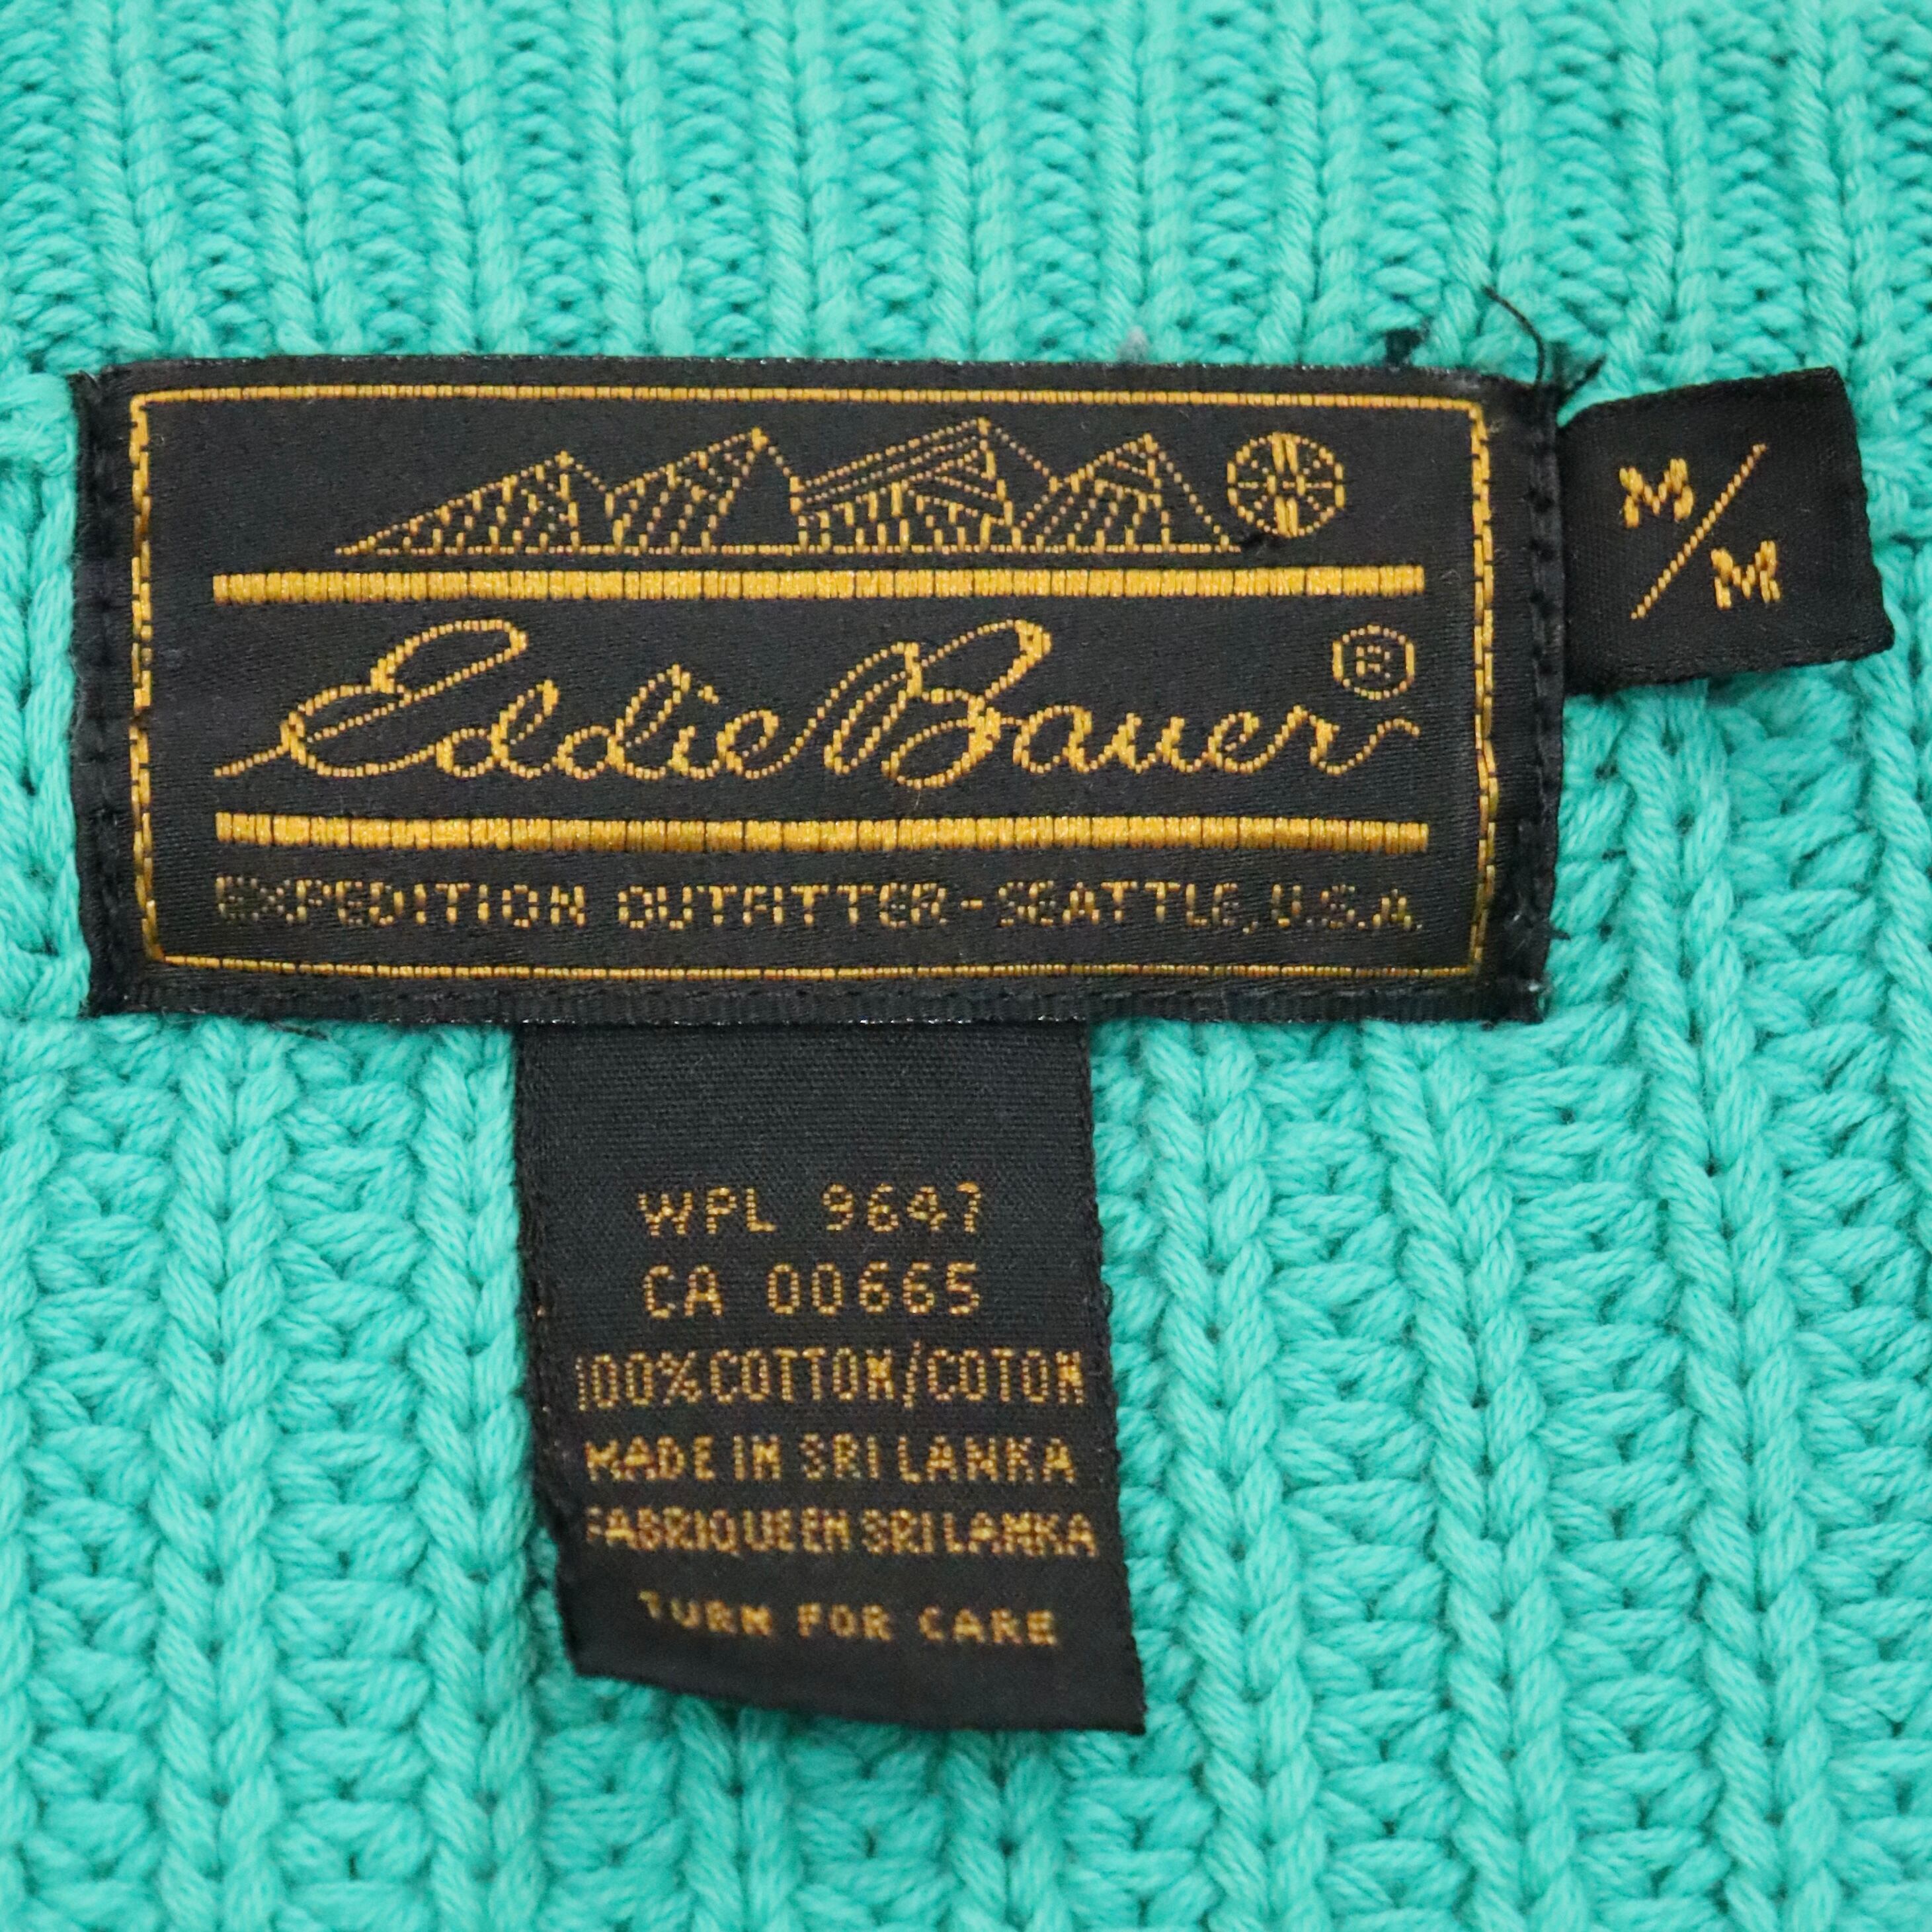 Eddie Bauer ®
EXPEDITION OUTFITTER-SEATTLE, U.S.A.
M/M
WPL 9647
CA 00665
100% COTTON/COTON
MADE IN SRI LANKA
FABRIQUE EN SRI LANKA
TURN FOR CARE